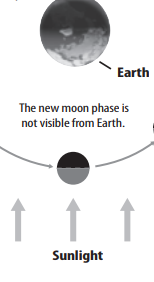 Earth
The new moon phase is
not visible from Earth.
Sunlight